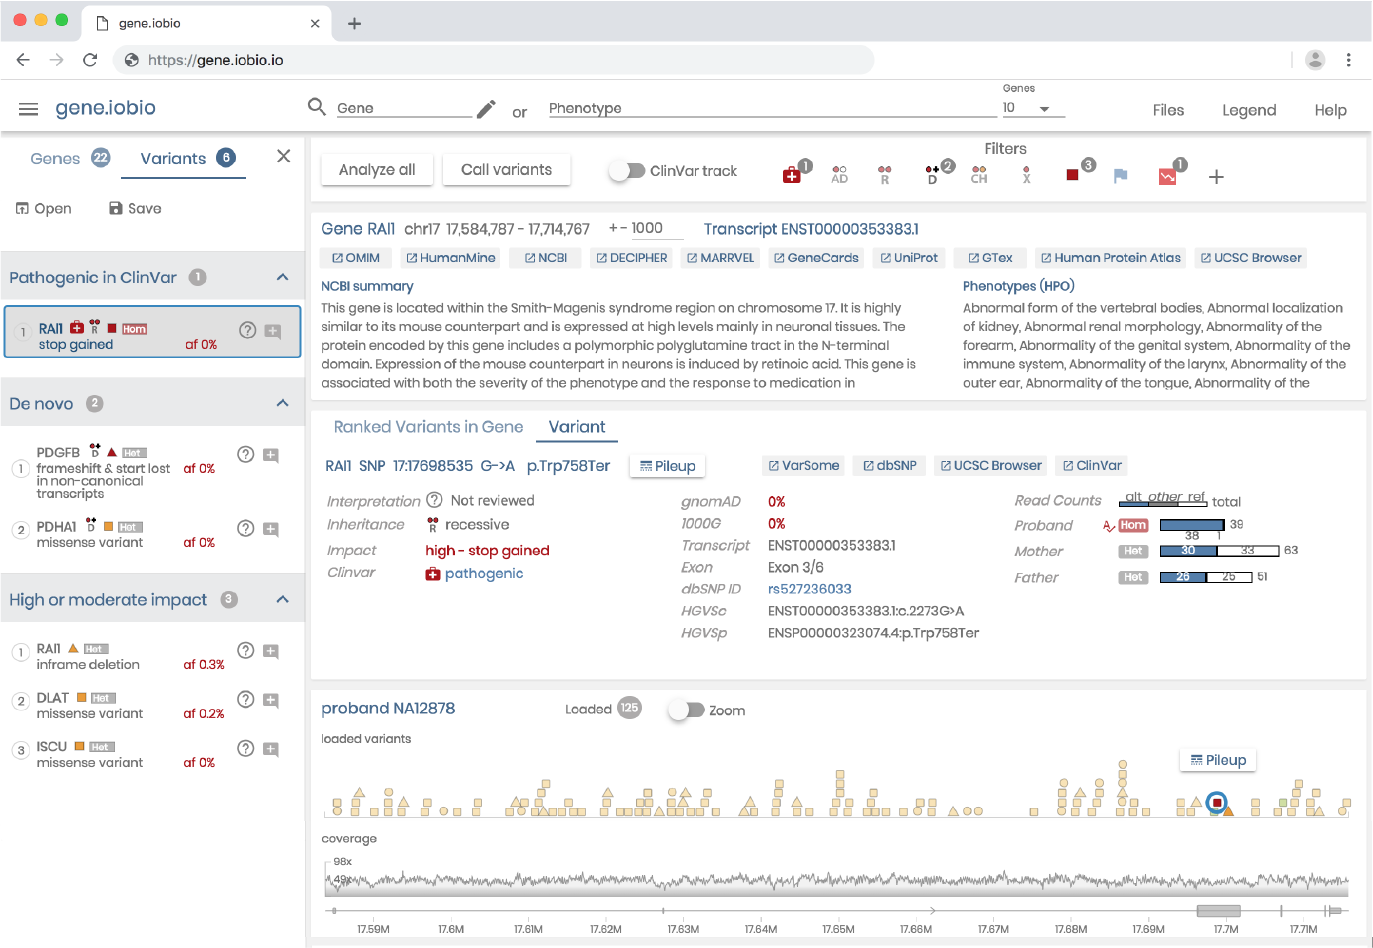 gene.iobio
https://gene.iobio.io
gene.iobio
Gene
or
Phenotype
Genes
10
Files
Legend
Help
Genes 22
Variants 6
Open
Save
Pathogenic in ClinVar 1
1 RAI1 R Hom
stop gained af 0%
De novo 2
1 PDGFB D Het
frameshift & start lost af 0%
in non-canonical
transcripts
2 PDHA1 D Het
missense variant af 0%
High or moderate impact 3
1 RAI1 Het
inframe deletion af 0.3%
2 DLAT Het
missense variant af 0.2%
3 ISCU Het
missense variant af 0%
Analyze all
Call variants
ClinVar track
Filters
1 AD R D 2 CH X 3 1
Gene RAI1 chr17 17,584,787 - 17,714,767 + - 1000 Transcript ENST00000353383.1
OMIM HumanMine NCBI DECIPHER MARRVEL GeneCards UniProt GTex Human Protein Atlas UCSC Browser
NCBI summary
This gene is located within the Smith-Magenis syndrome region on chromosome 17. It is highly
similar to its mouse counterpart and is expressed at high levels mainly in neuronal tissues. The
protein encoded by this gene includes a polymorphic polyglutamine tract in the N-terminal
domain. Expression of the mouse counterpart in neurons is induced by retinoic acid. This gene is
associated with both the severity of the phenotype and the response to medication in
Phenotypes (HPO)
Abnormal form of the vertebral bodies, Abnormal localization
of kidney, Abnormal renal morphology, Abnormality of the
forearm, Abnormality of the genital system, Abnormality of the
immune system, Abnormality of the larynx, Abnormality of the
outer ear, Abnormality of the tongue, Abnormality of the
Ranked Variants in Gene
Variant
RAI1 SNP 17:17698535 G->A p.Trp758Ter
Pileup
VarSome dbSNP UCSC Browser ClinVar
Interpretation Not reviewed
Inheritance R recessive
Impact high - stop gained
Clinvar pathogenic
gnomAD 0%
1000G 0%
Transcript ENST00000353383.1
Exon Exon 3/6
dbSNP ID rs527236033
HGVSc ENST00000353383.1:c.2273G>A
HGVSp ENSP00000323074.4:p.Trp758Ter
Read Counts alt other ref total
Proband Hom 39
38 1
Mother Het 30 33 63
Father Het 26 25 51
proband NA12878
Loaded 125
Zoom
loaded variants
Pileup
coverage
98x
49x
17.59M 17.6M 17.61M 17.62M 17.63M 17.64M 17.65M 17.66M 17.67M 17.68M 17.69M 17.7M 17.71M